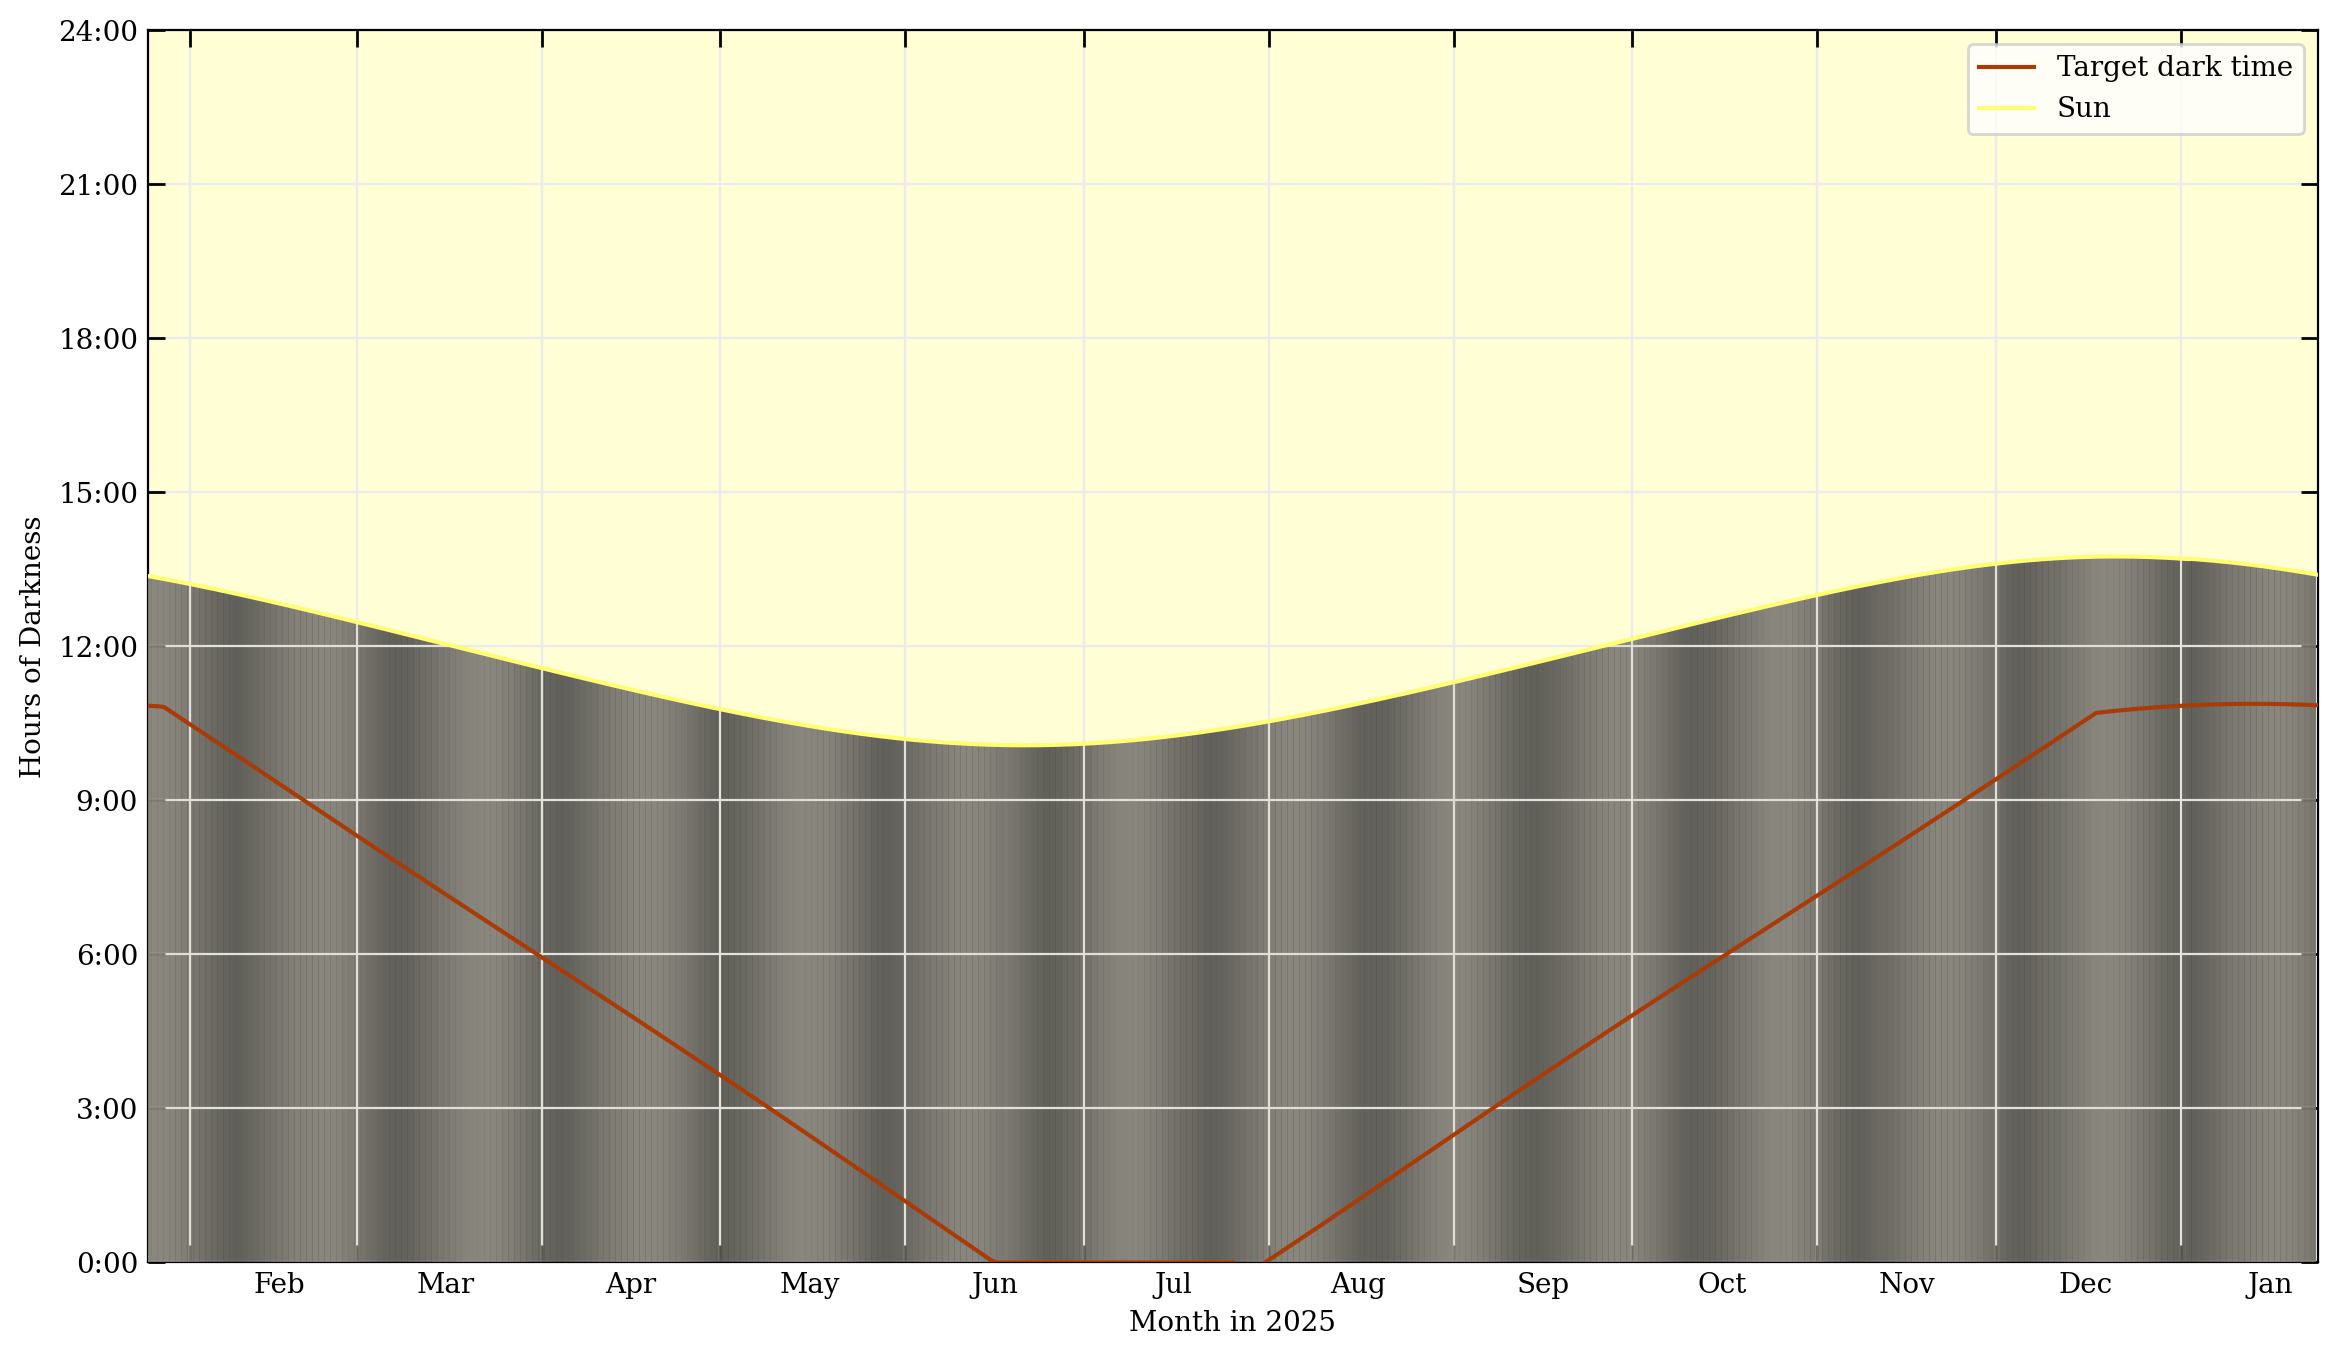 24:00
21:00
18:00
15:00
12:00
9:00
6:00
3:00
0:00
Hours of Darkness
Target dark time
Sun
Feb Mar Apr May Jun Jul Aug Sep Oct Nov Dec Jan
Month in 2025